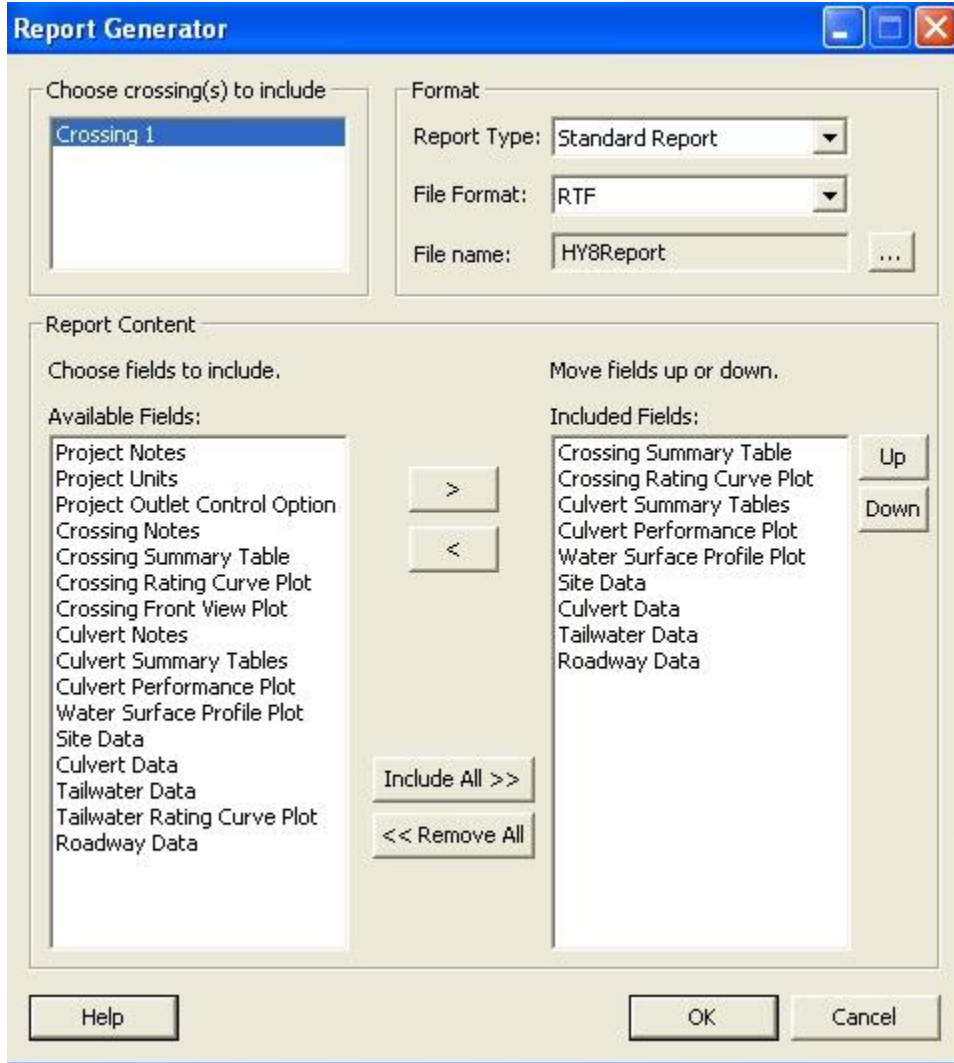 Report Generator
Choose crossing(s) to include
Crossing 1
Format
Report Type: Standard Report
File Format: RTF
File name: HY8Report ...
Report Content
Choose fields to include.
Available Fields:
Project Notes
Project Units
Project Outlet Control Option
Crossing Notes
Crossing Summary Table
Crossing Rating Curve Plot
Crossing Front View Plot
Culvert Notes
Culvert Summary Tables
Culvert Performance Plot
Water Surface Profile Plot
Site Data
Culvert Data
Tailwater Data
Tailwater Rating Curve Plot
Roadway Data
>
<
Include All >>
<< Remove All
Move fields up or down.
Included Fields:
Crossing Summary Table
Crossing Rating Curve Plot
Culvert Summary Tables
Culvert Performance Plot
Water Surface Profile Plot
Site Data
Culvert Data
Tailwater Data
Roadway Data
Up
Down
Help
OK
Cancel